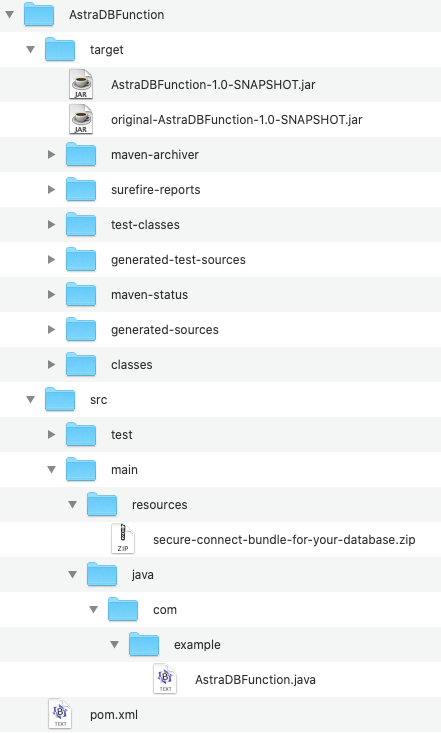 AstraDBFunction
target
AstraDBFunction-1.0-SNAPSHOT.jar
JAR
original-AstraDBFunction-1.0-SNAPSHOT.jar
JAR
maven-archiver
surefire-reports
test-classes
generated-test-sources
maven-status
generated-sources
classes
src
test
main
resources
secure-connect-bundle-for-your-database.zip
ZIP
java
com
example
AstraDBFunction.java
TEXT
pom.xml
TEXT